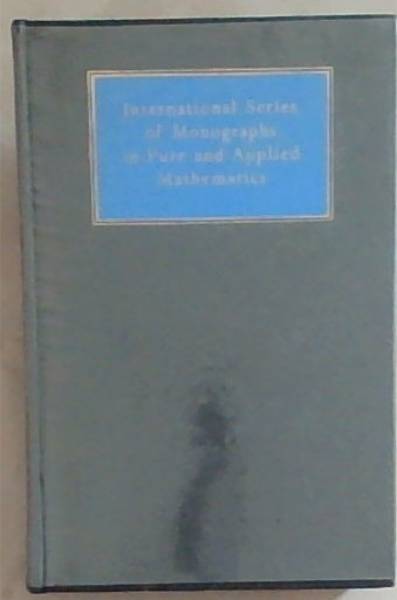 International Series
of Monographs
in Pure and Applied
Mathematics